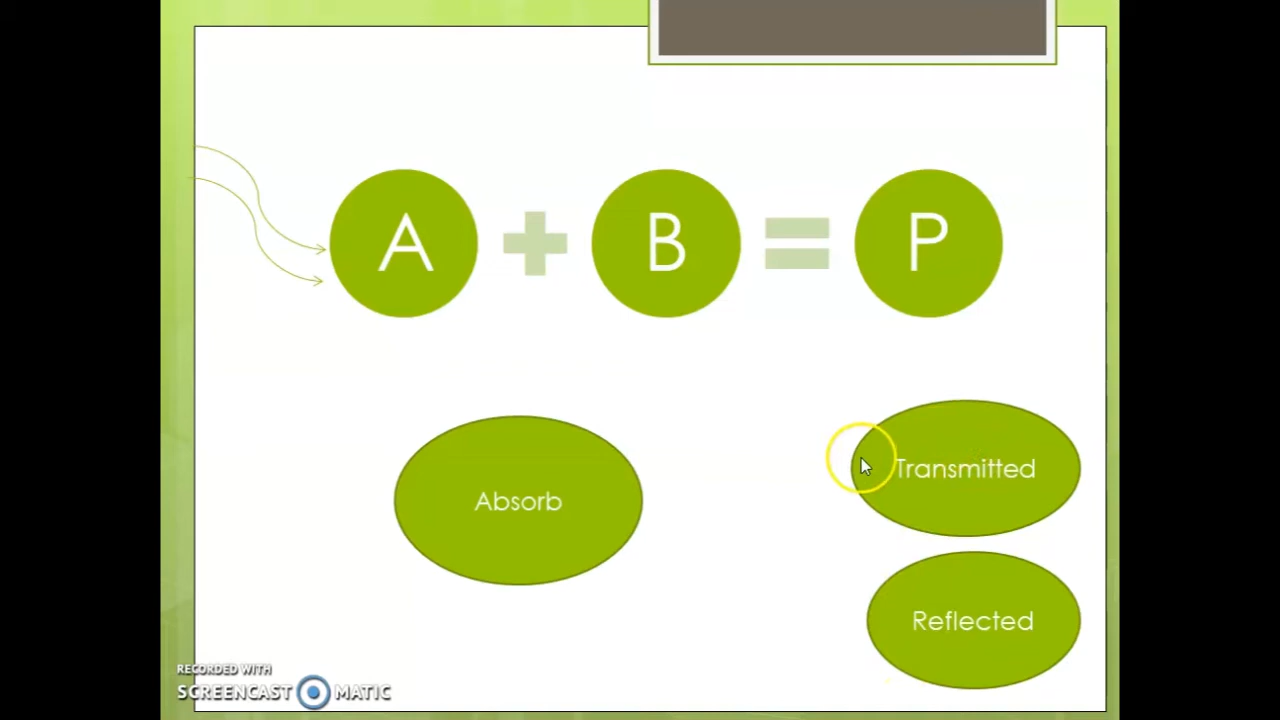 A + B = P
Absorb
Transmitted
Reflected
RECORDED WITH
SCREENCAST MATIC